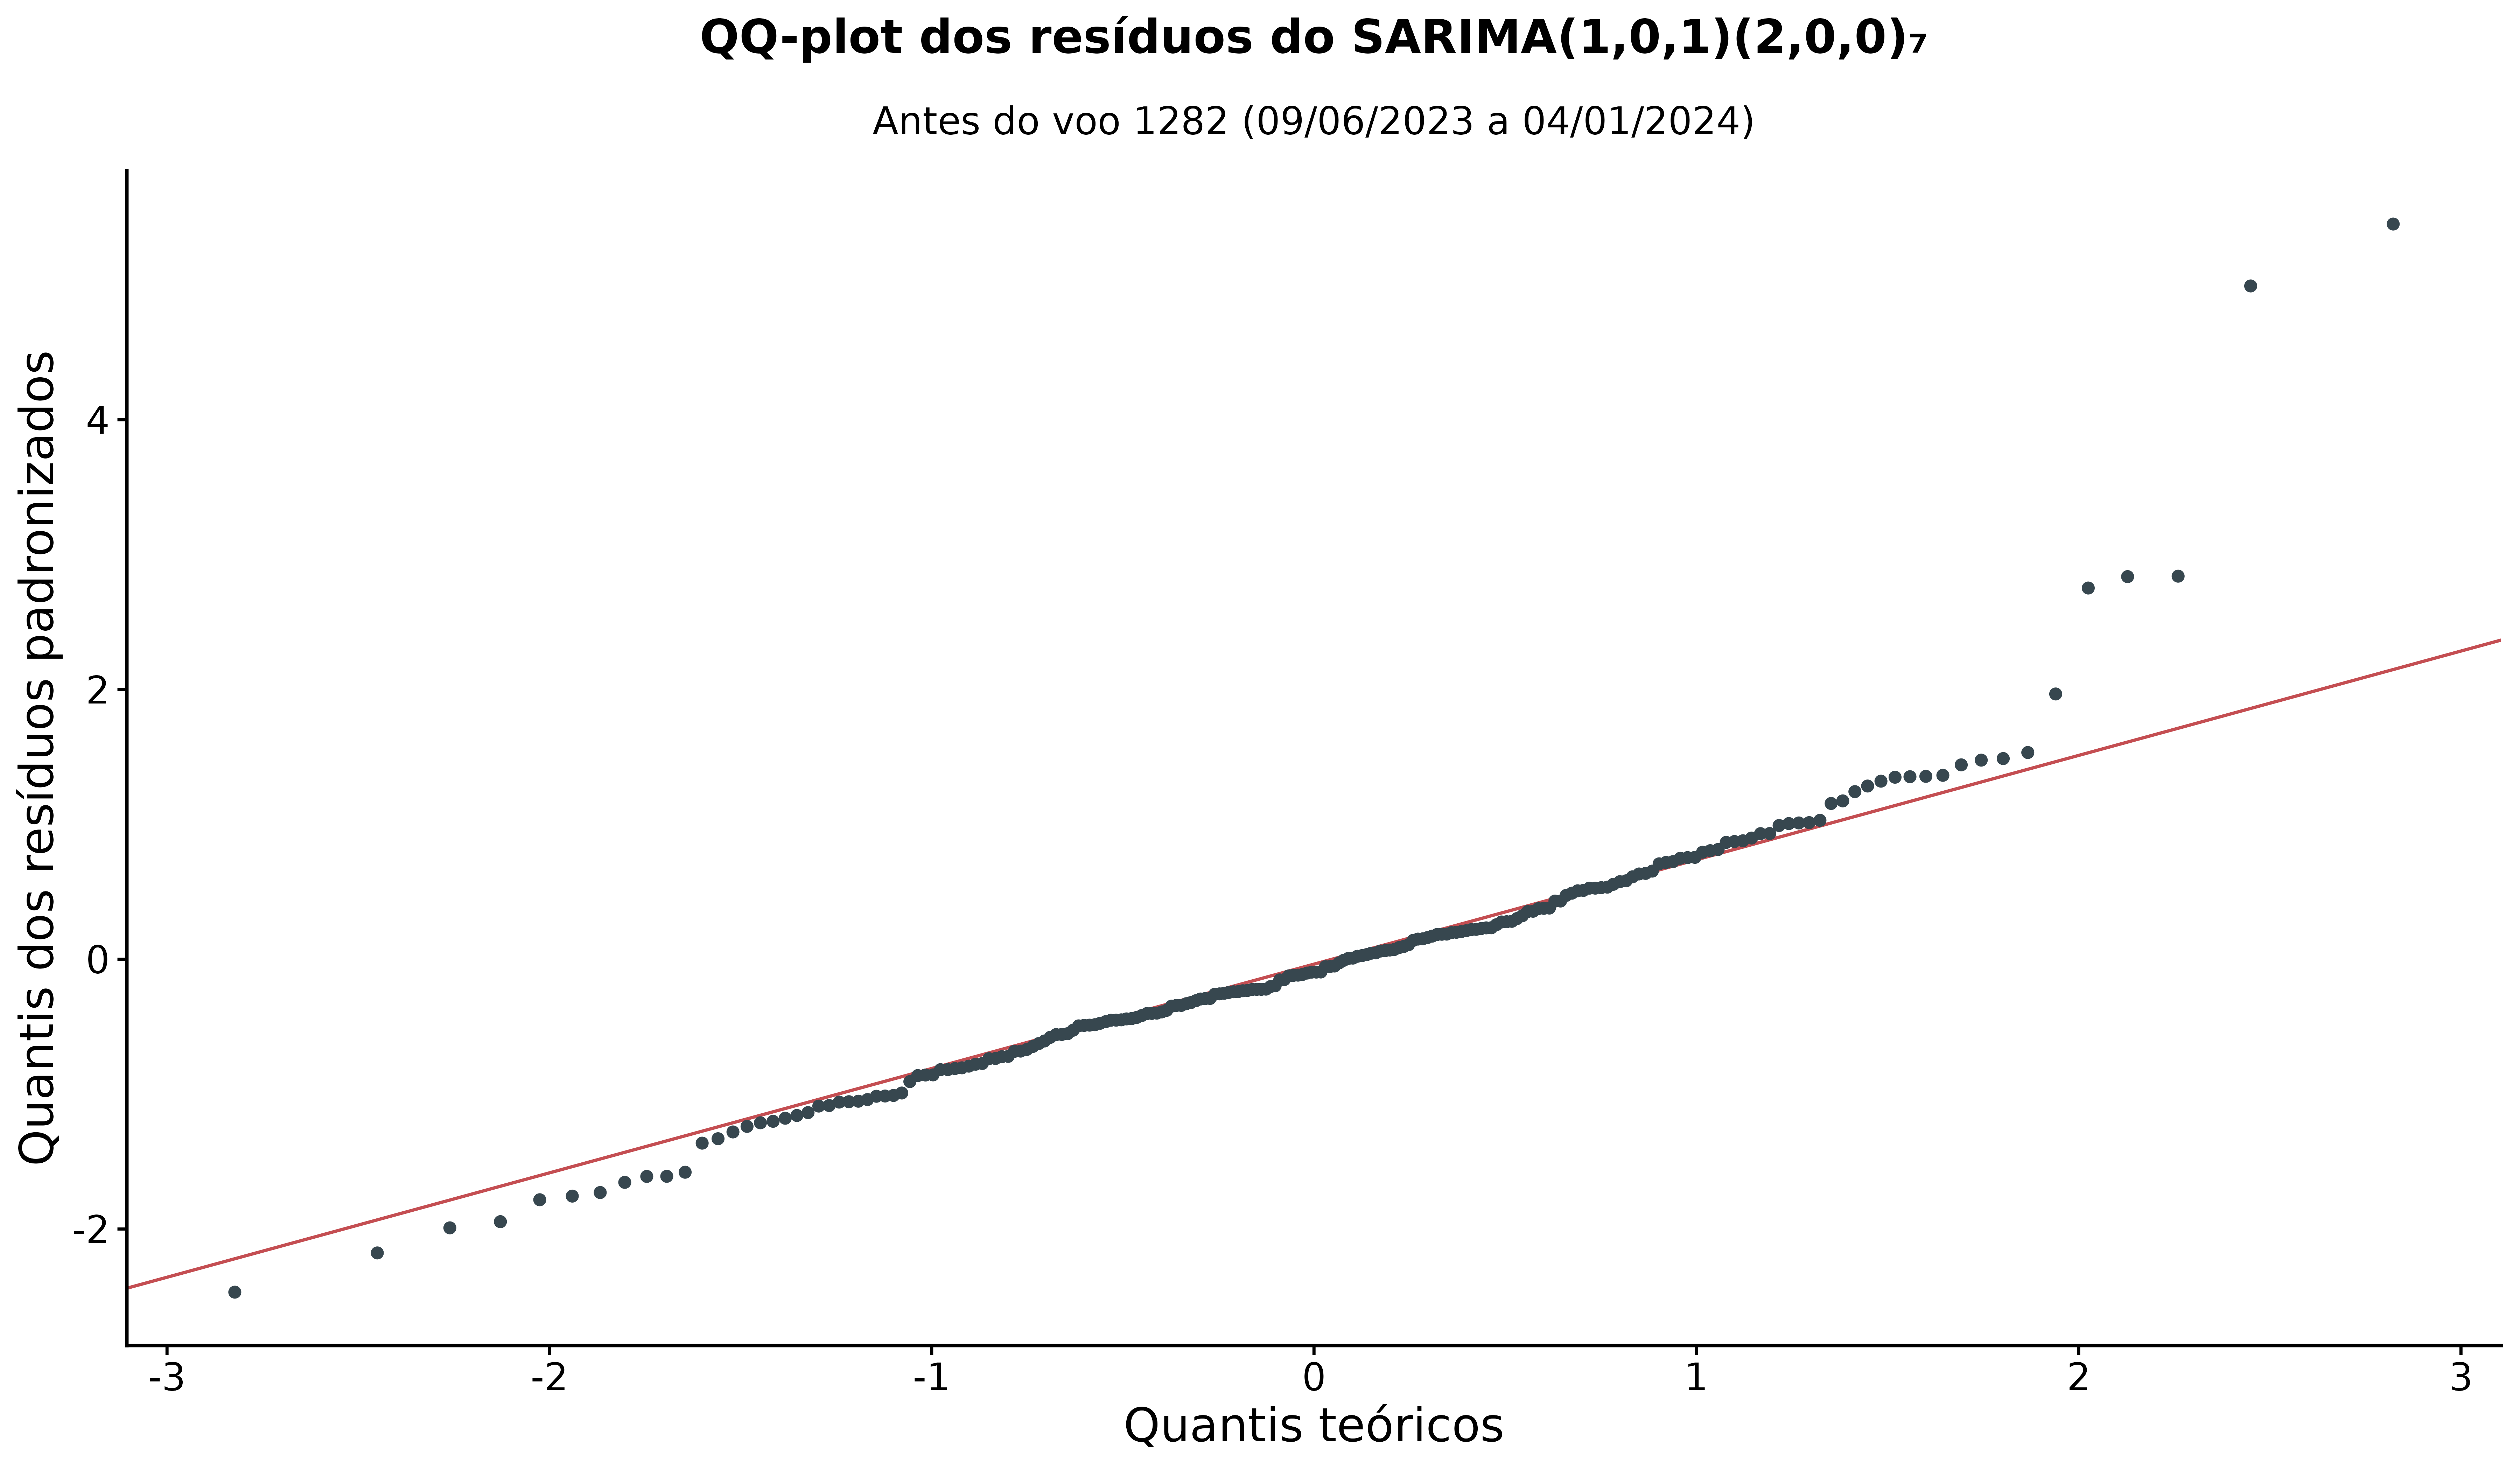 QQ-plot dos resíduos do SARIMA(1,0,1)(2,0,0)₇
Antes do voo 1282 (09/06/2023 a 04/01/2024)
Quantis dos resíduos padronizados
4
2
0
-2
-3
-2
-1
0
1
2
3
Quantis teóricos